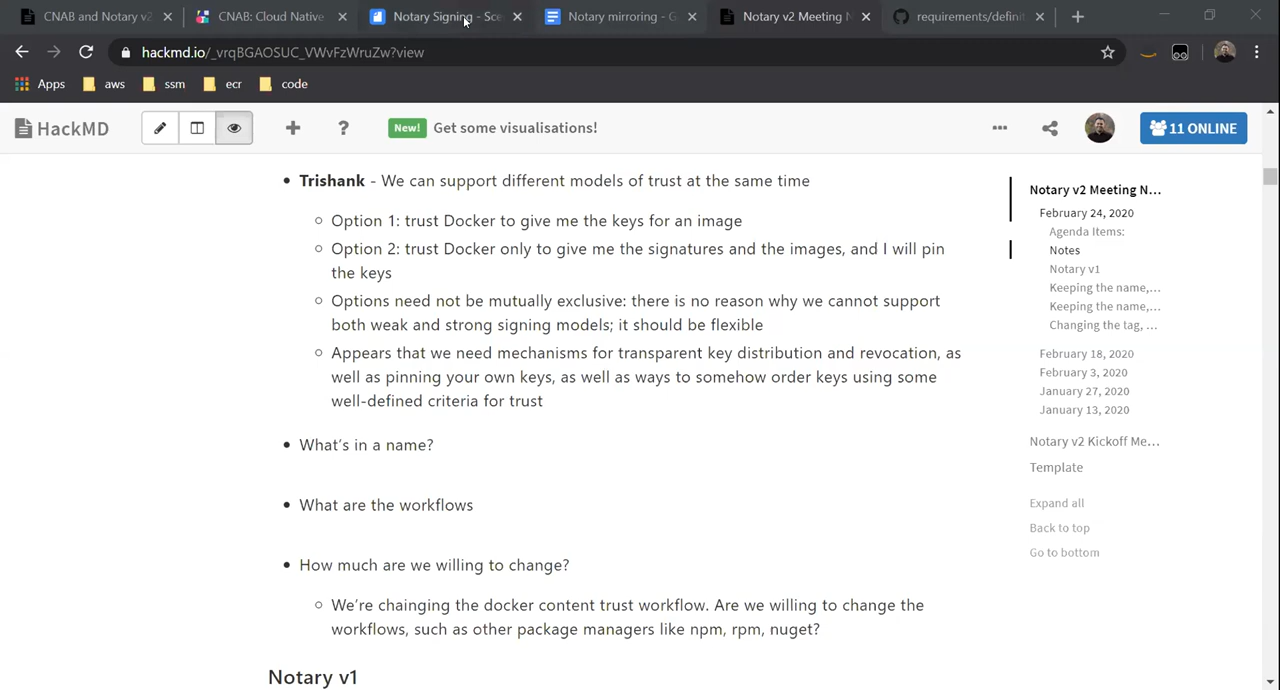 CNAB and Notary v2
CNAB: Cloud Native
Notary Signing - Sce
Notary mirroring - G
Notary v2 Meeting N
requirements/definit
hackmd.io/_vrqBGAOSUC_VWvFzWruZw?view
Apps aws ssm ecr code
HackMD
New! Get some visualisations!
11 ONLINE
Trishank - We can support different models of trust at the same time
Option 1: trust Docker to give me the keys for an image
Option 2: trust Docker only to give me the signatures and the images, and I will pin
the keys
Options need not be mutually exclusive: there is no reason why we cannot support
both weak and strong signing models; it should be flexible
Appears that we need mechanisms for transparent key distribution and revocation, as
well as pinning your own keys, as well as ways to somehow order keys using some
well-defined criteria for trust
What's in a name?
What are the workflows
How much are we willing to change?
We're chainging the docker content trust workflow. Are we willing to change the
workflows, such as other package managers like npm, rpm, nuget?
Notary v1
Notary v2 Meeting N...
February 24, 2020
Agenda Items:
Notes
Notary v1
Keeping the name,...
Keeping the name,...
Changing the tag, ...
February 18, 2020
February 3, 2020
January 27, 2020
January 13, 2020
Notary v2 Kickoff Me...
Template
Expand all
Back to top
Go to bottom